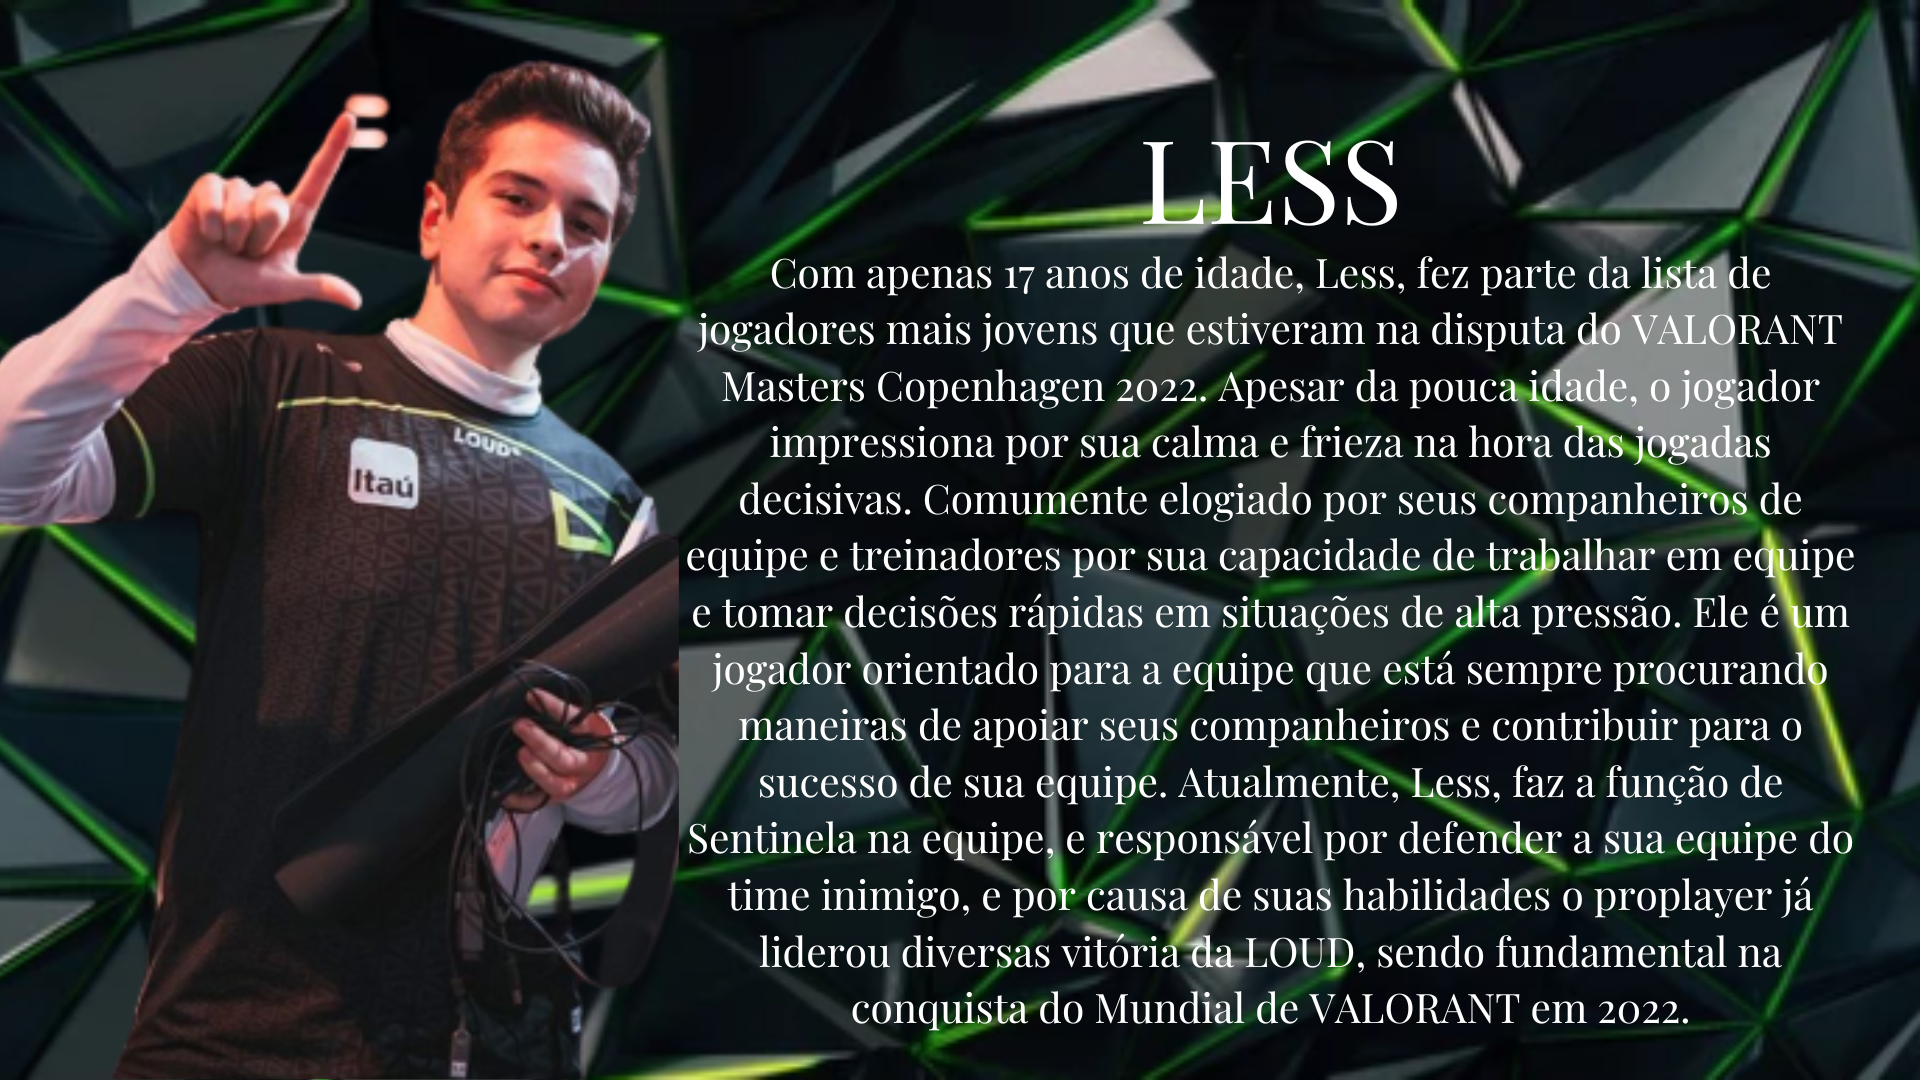 LESS
Com apenas 17 anos de idade, Less, fez parte da lista de
jogadores mais jovens que estiveram na disputa do VALORANT
Masters Copenhagen 2022. Apesar da pouca idade, o jogador
impressiona por sua calma e frieza na hora das jogadas
decisivas. Comumente elogiado por seus companheiros de
equipe e treinadores por sua capacidade de trabalhar em equipe
e tomar decisões rápidas em situações de alta pressão. Ele é um
jogador orientado para a equipe que está sempre procurando
maneiras de apoiar seus companheiros e contribuir para o
sucesso de sua equipe. Atualmente, Less, faz a função de
Sentinela na equipe, e responsável por defender a sua equipe do
time inimigo, e por causa de suas habilidades o proplayer já
liderou diversas vitória da LOUD, sendo fundamental na
conquista do Mundial de VALORANT em 2022.
LOUD
Itaú